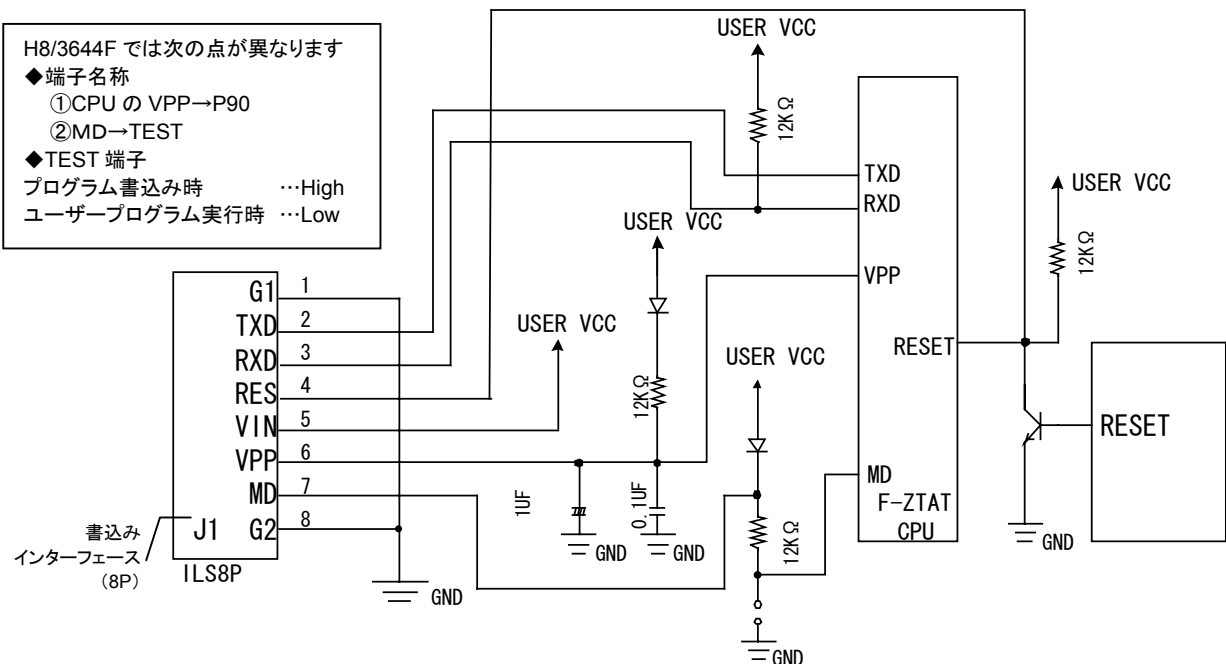 H8/3644F では次の点が異なります
◆端子名称
①CPU の VPP→P90
②MD→TEST
◆TEST 端子
プログラム書込み時 …High
ユーザープログラム実行時 …Low
USER VCC
12KΩ
TXD
RXD
VPP
RESET
MD
F-ZTAT
CPU
USER VCC
12KΩ
RESET
GND
USER VCC
12KΩ
USER VCC
USER VCC
12KΩ
GND
1UF
GND
0.1UF
GND
G1 1
TXD 2
RXD 3
RES 4
VIN 5
VPP 6
MD 7
J1 G2 8
ILS8P
書込み
インターフェース
（8P）
GND